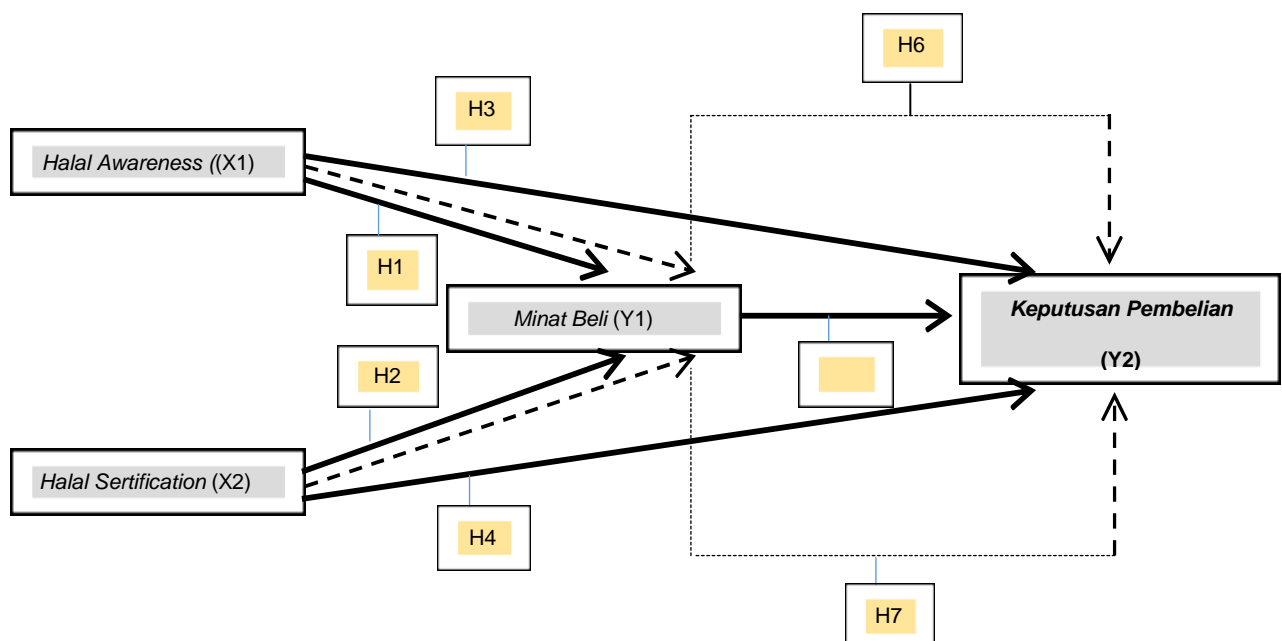 H6
H3
Halal Awareness ((X1)
H1
Minat Beli (Y1)
Keputusan Pembelian
(Y2)
H2
Halal Sertification (X2)
H4
H7